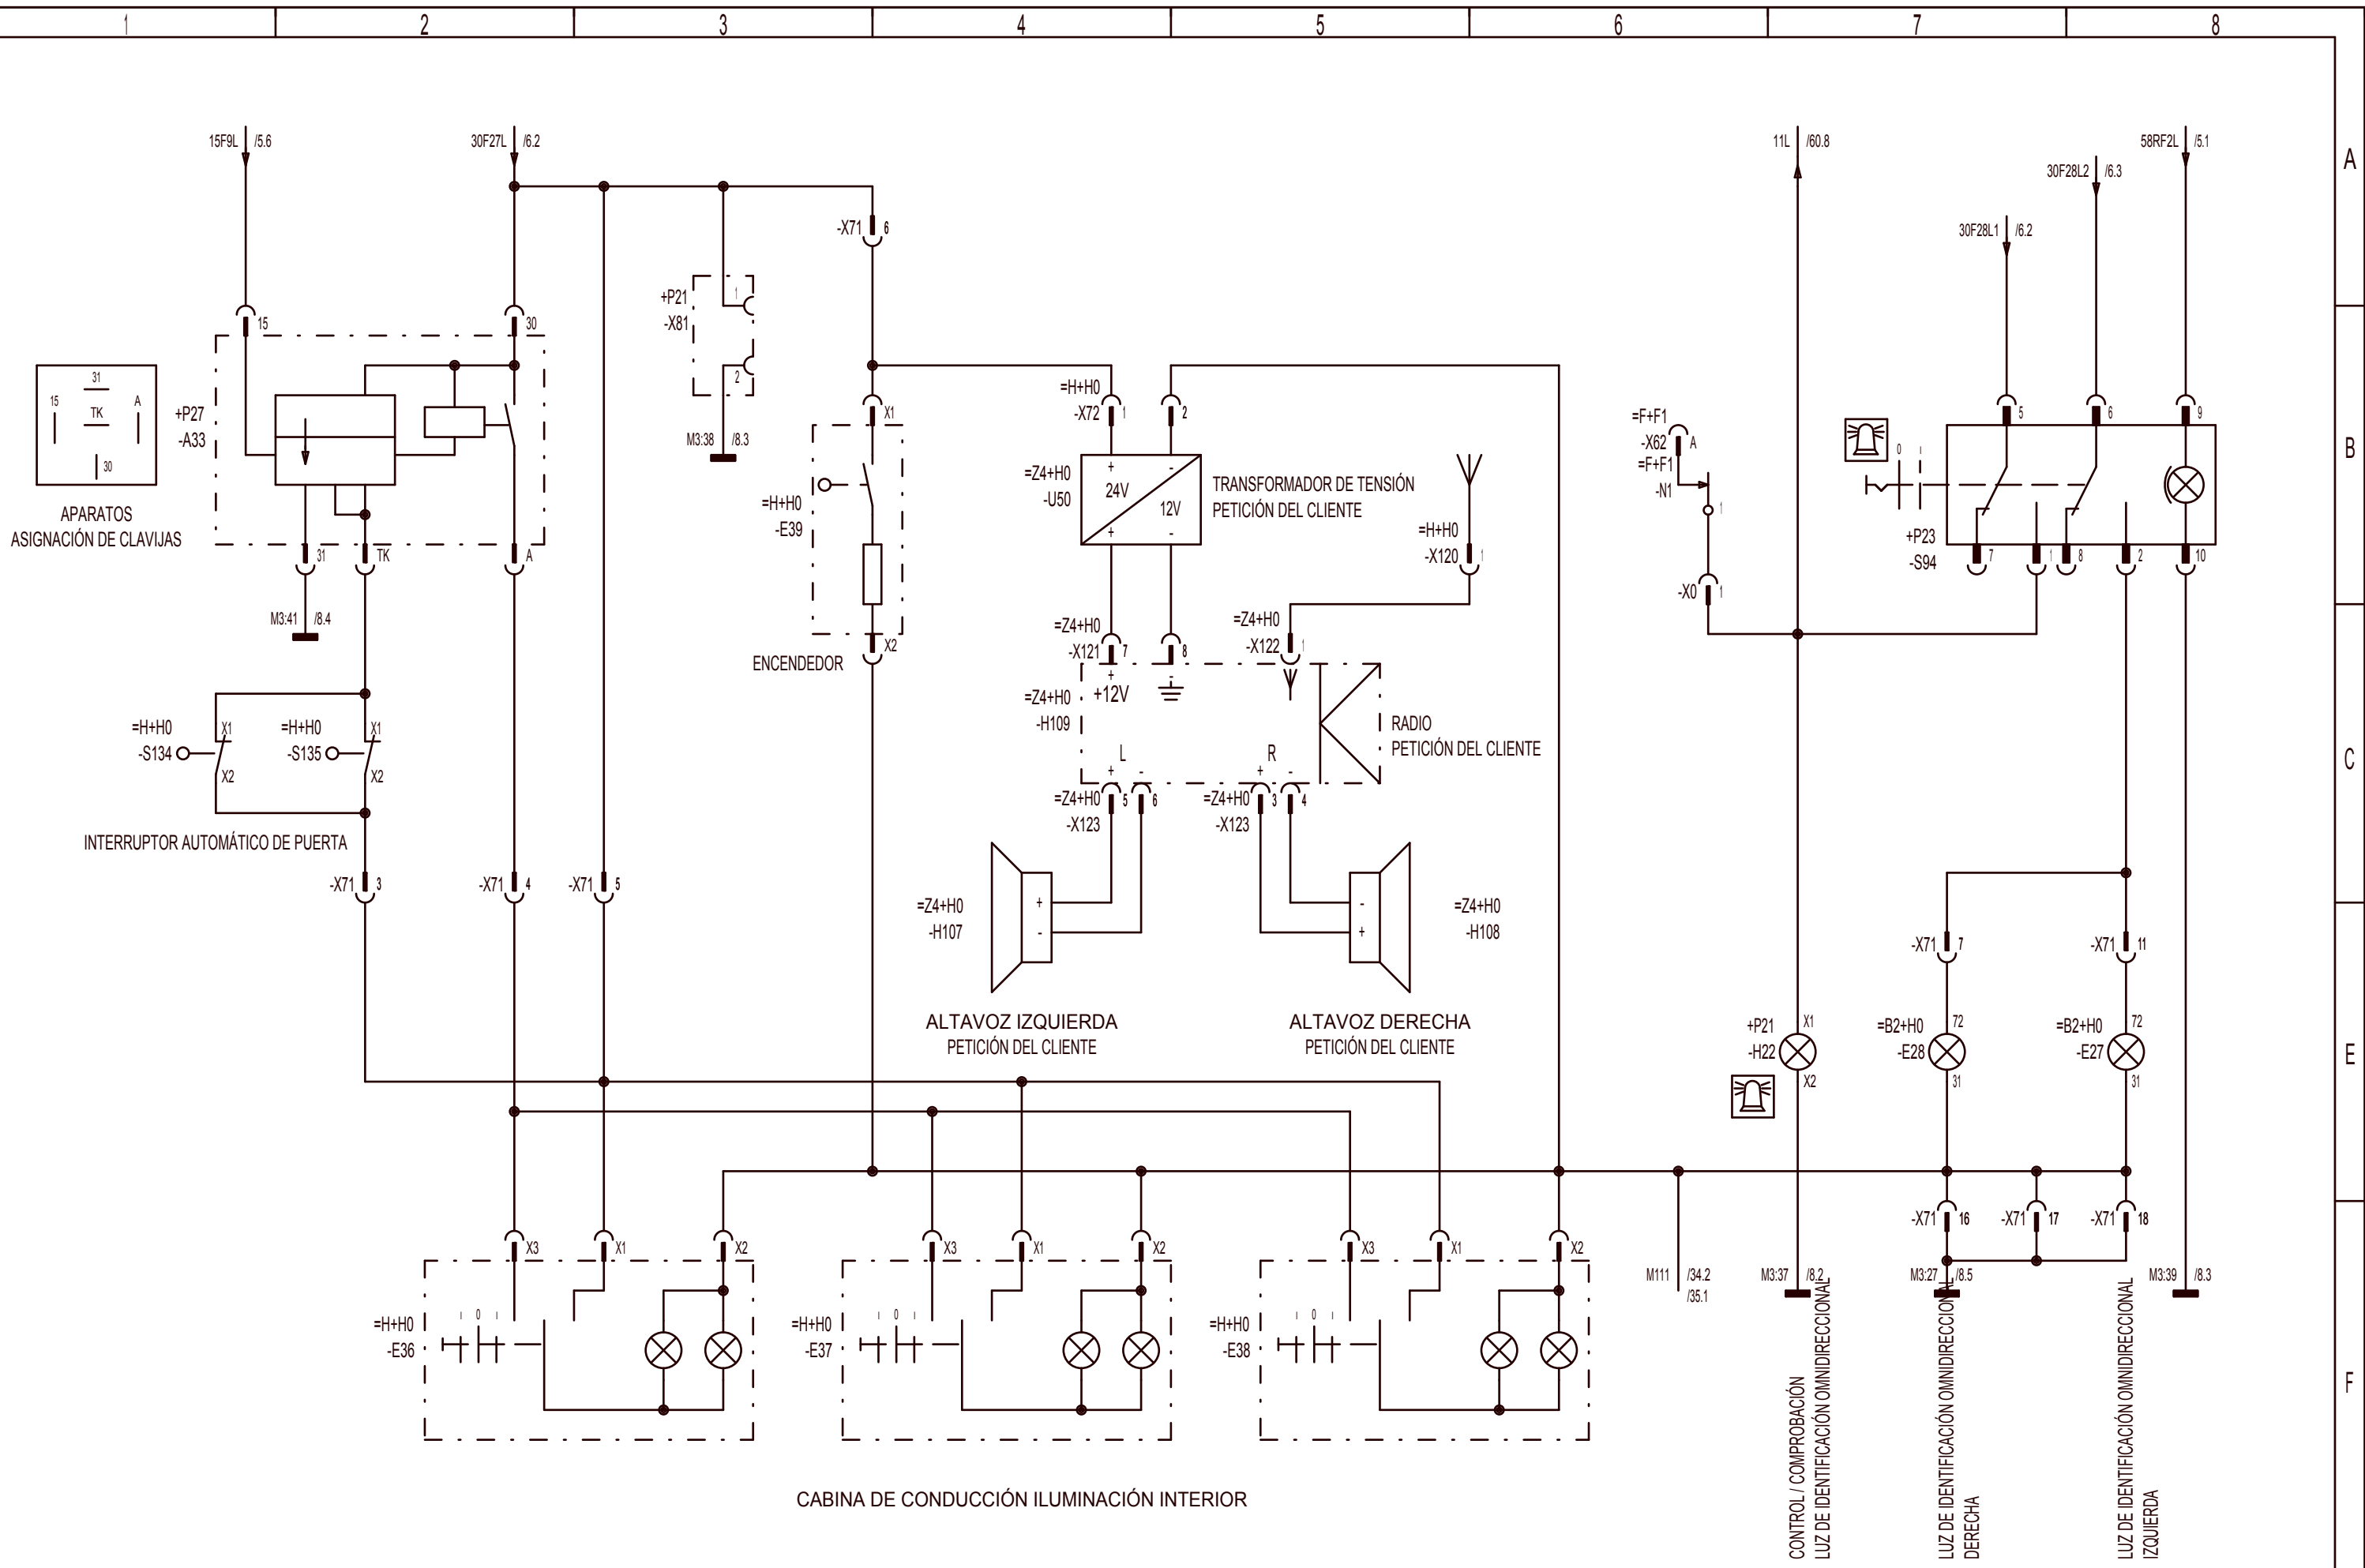 1 2 3 4 5 6 7 8
A
B
C
E
F
15F9L /5.6
30F27L /6.2
11L /60.8
58RF2L /5.1
30F28L2 /6.3
30F28L1 /6.2
-X71 6
+P21 1
-X81
2
M3:38 /8.3
15
30
31
15 TK A
30
+P27
-A33
APARATOS
ASIGNACIÓN DE CLAVIJAS
31 TK A
M3:41 /8.4
X1
=H+H0
-E39
X2
ENCENDEDOR
=H+H0
-X72 1 2
=Z4+H0
-U50
+ -
24V
12V
+ -
TRANSFORMADOR DE TENSIÓN
PETICIÓN DEL CLIENTE
=H+H0
-X120 1
=Z4+H0
-X121 7 8
=Z4+H0
-X122 1
=Z4+H0
-H109
+ -
+12V
RADIO
PETICIÓN DEL CLIENTE
L R
+ - + -
=Z4+H0
-X123 5 6
=Z4+H0
-X123 3 4
=Z4+H0
-H107
+
-
=Z4+H0
-H108
-
+
ALTAVOZ IZQUIERDA
PETICIÓN DEL CLIENTE
ALTAVOZ DERECHA
PETICIÓN DEL CLIENTE
=F+F1
-X62 A
=F+F1
-N1
1
-X0 1
5 6 9
0 I
+P23
-S94
7 1 8 2 10
=H+H0
-S134
X1
X2
=H+H0
-S135
X1
X2
INTERRUPTOR AUTOMÁTICO DE PUERTA
-X71 3
-X71 4
-X71 5
-X71 7
-X71 11
+P21
-H22
X1
X2
=B2+H0
-E28
72
31
=B2+H0
-E27
72
31
-X71 16
-X71 17
-X71 18
X3 X1 X2
X3 X1 X2
X3 X1 X2
=H+H0
-E36
I 0 I
=H+H0
-E37
I 0 I
=H+H0
-E38
I 0 I
M111 /34.2
/35.1
M3:37 /8.2
M3:27 /8.5
M3:39 /8.3
CONTROL / COMPROBACIÓN
LUZ DE IDENTIFICACIÓN OMNIDIRECCIONAL
LUZ DE IDENTIFICACIÓN OMNIDIRECCIONAL
DERECHA
LUZ DE IDENTIFICACIÓN OMNIDIRECCIONAL
IZQUIERDA
CABINA DE CONDUCCIÓN ILUMINACIÓN INTERIOR